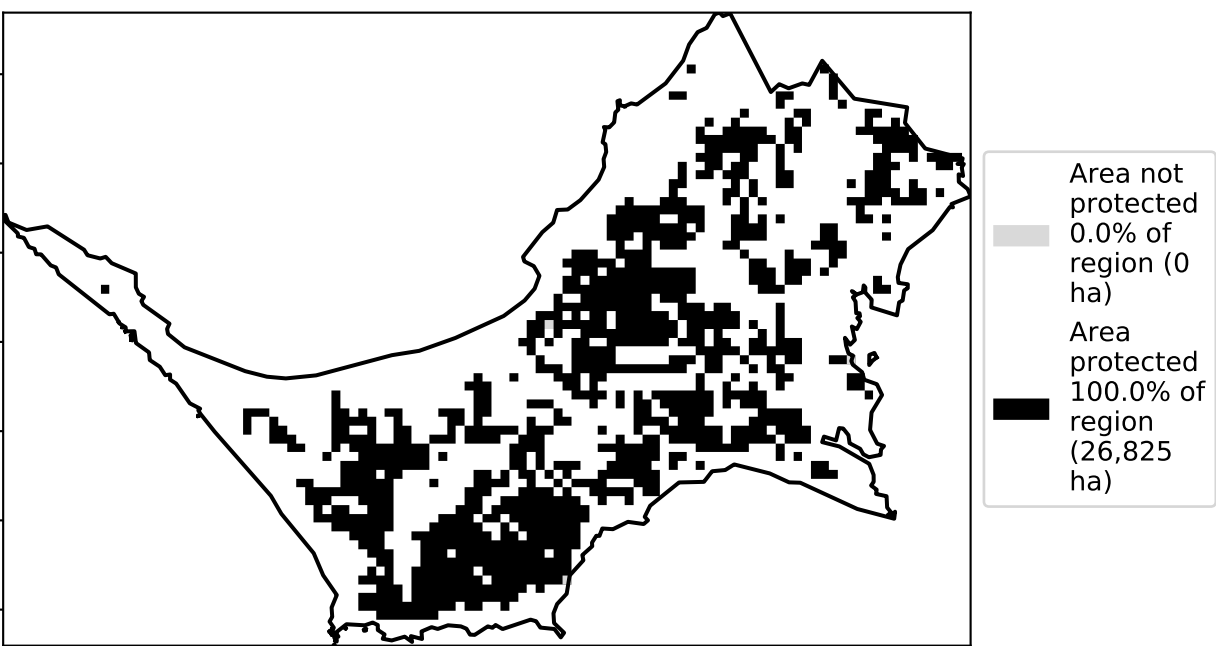 Area not
protected
0.0% of
region (0
ha)
Area
protected
100.0% of
region
(26,825
ha)